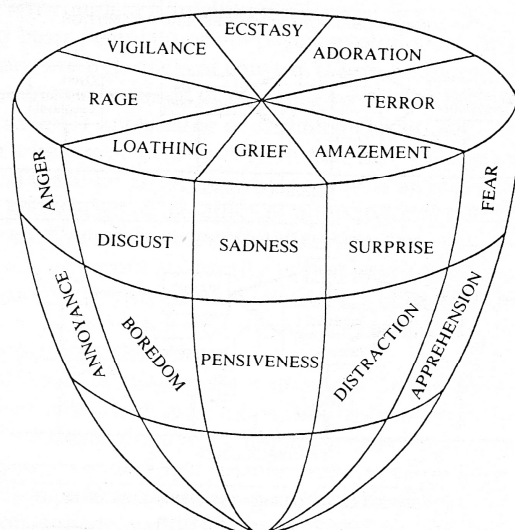 ECSTASY
VIGILANCE
ADORATION
RAGE
TERROR
LOATHING
GRIEF
AMAZEMENT
ANGER
FEAR
DISGUST
SADNESS
SURPRISE
ANNOYANCE
BOREDOM
PENSIVENESS
DISTRACTION
APPREHENSION